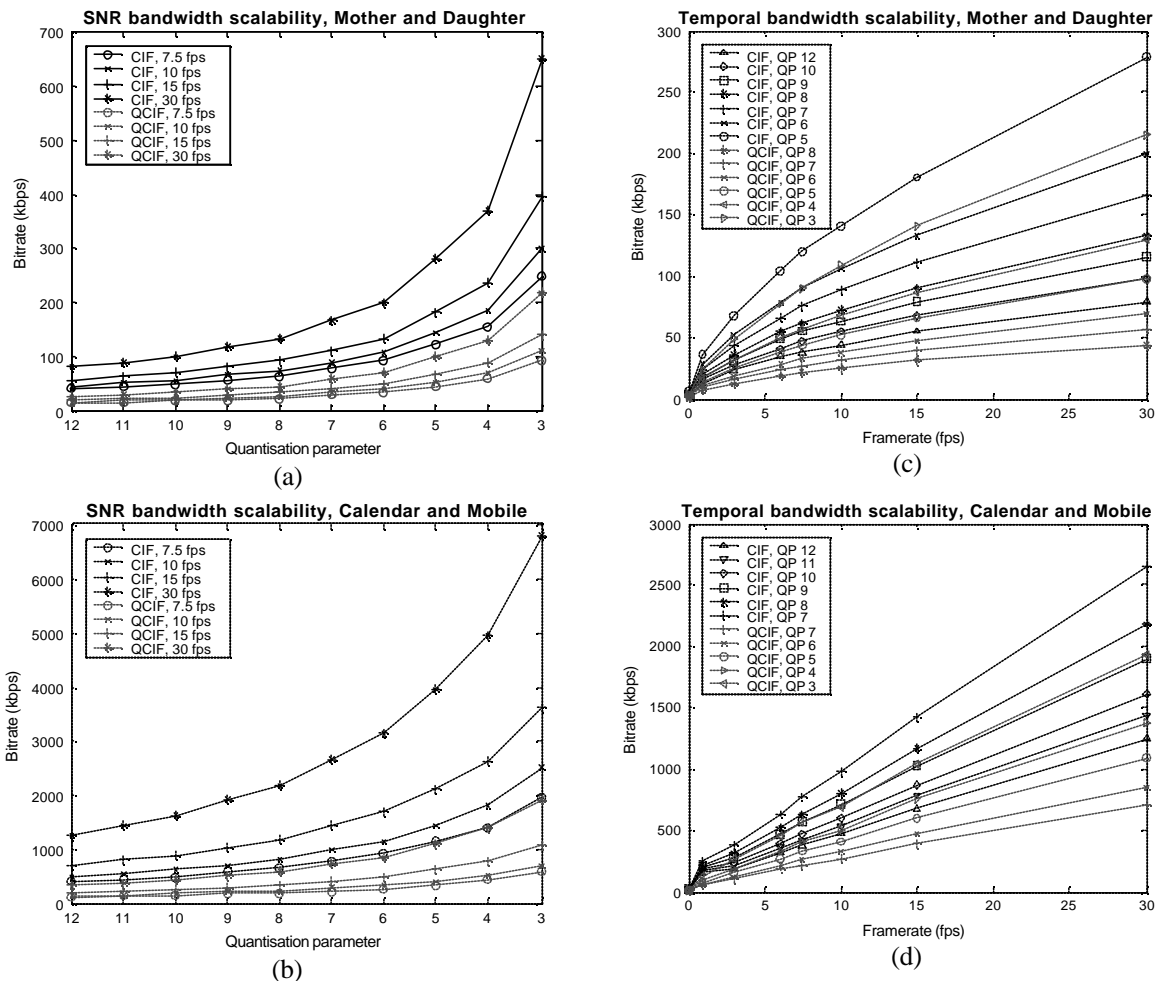 SNR bandwidth scalability, Mother and Daughter
700
600
500
400
300
200
100
0
Bitrate (kbps)
CIF, 7.5 fps
CIF, 10 fps
CIF, 15 fps
CIF, 30 fps
QCIF, 7.5 fps
QCIF, 10 fps
QCIF, 15 fps
QCIF, 30 fps
12 11 10 9 8 7 6 5 4 3
Quantisation parameter
(a)
Temporal bandwidth scalability, Mother and Daughter
300
250
200
150
100
50
0
Bitrate (kbps)
CIF, QP 12
CIF, QP 10
CIF, QP 9
CIF, QP 8
CIF, QP 7
CIF, QP 6
CIF, QP 5
QCIF, QP 8
QCIF, QP 7
QCIF, QP 6
QCIF, QP 5
QCIF, QP 4
QCIF, QP 3
0 5 10 15 20 25 30
Framerate (fps)
(c)
SNR bandwidth scalability, Calendar and Mobile
7000
6000
5000
4000
3000
2000
1000
0
Bitrate (kbps)
CIF, 7.5 fps
CIF, 10 fps
CIF, 15 fps
CIF, 30 fps
QCIF, 7.5 fps
QCIF, 10 fps
QCIF, 15 fps
QCIF, 30 fps
12 11 10 9 8 7 6 5 4 3
Quantisation parameter
(b)
Temporal bandwidth scalability, Calendar and Mobile
3000
2500
2000
1500
1000
500
0
Bitrate (kbps)
CIF, QP 12
CIF, QP 11
CIF, QP 10
CIF, QP 9
CIF, QP 8
CIF, QP 7
QCIF, QP 7
QCIF, QP 6
QCIF, QP 5
QCIF, QP 4
QCIF, QP 3
0 5 10 15 20 25 30
Framerate (fps)
(d)